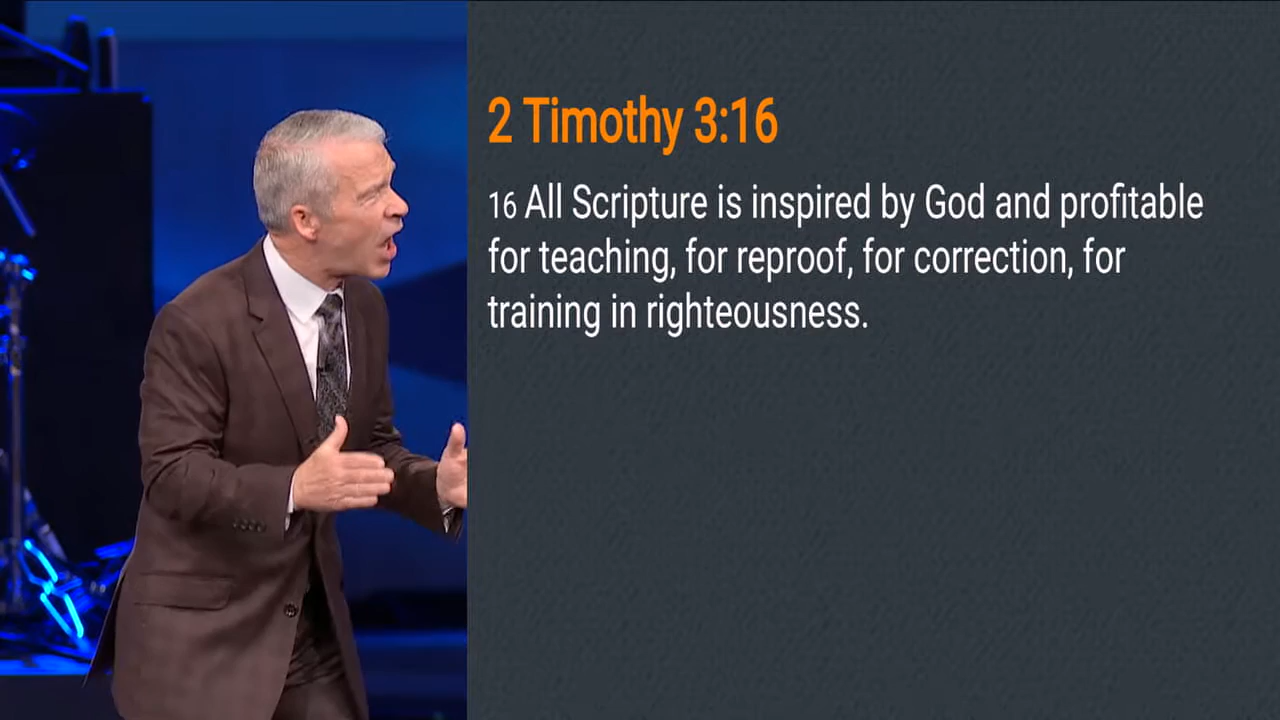 2 Timothy 3:16
16 All Scripture is inspired by God and profitable
for teaching, for reproof, for correction, for
training in righteousness.